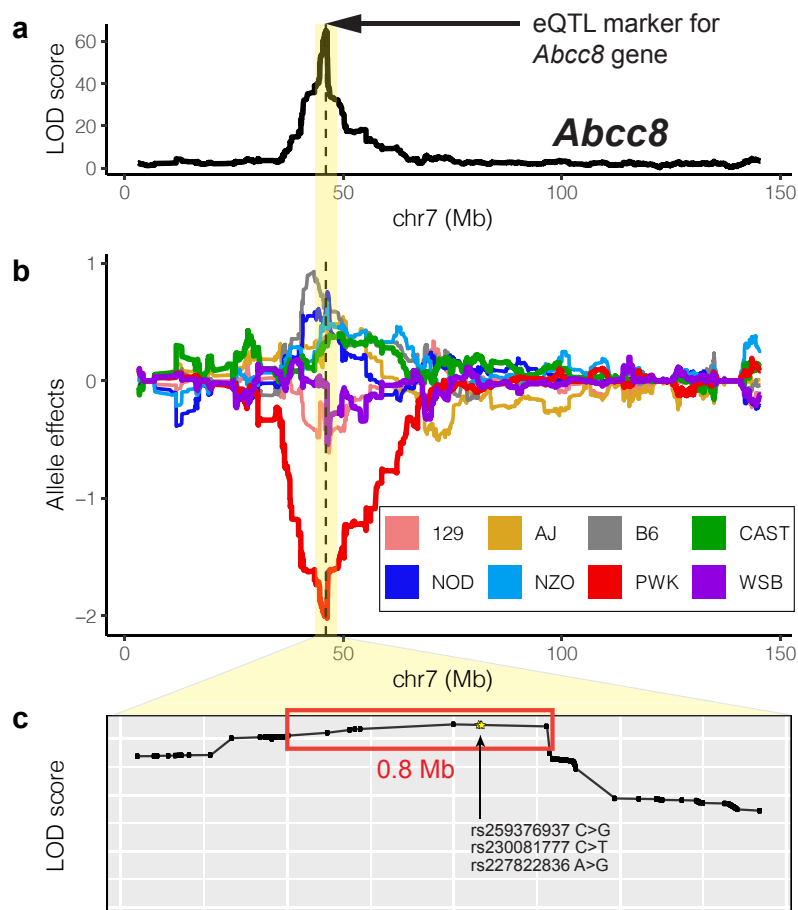 a
eQTL marker for
Abcc8 gene
LOD score
60
40
20
0
Abcc8
0
50
100
150
chr7 (Mb)
b
Allele effects
1
0
−1
−2
129
AJ
B6
CAST
NOD
NZO
PWK
WSB
0
50
100
150
chr7 (Mb)
c
LOD score
0.8 Mb
rs259376937 C>G
rs230081777 C>T
rs227822836 A>G